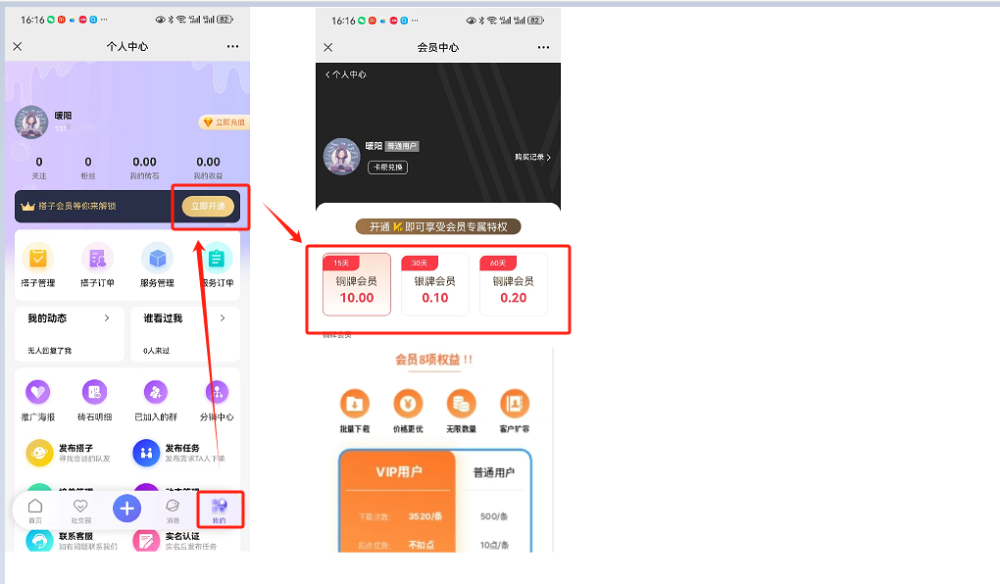 16:16
82
个人中心
暖阳
131
立即充值
0
0
0.00
0.00
关注
粉丝
我的砖石
我的收益
搭子会员等你来解锁
立即开通
搭子管理
搭子订单
服务管理
服务订单
我的动态
谁看过我
无人回复了我
0人来过
推广海报
砖石明细
已加入的群
分销中心
发布搭子
寻找合适的队友
发布任务
发布需求TA人下单
首页
社交圈
消息
我的
联系客服
如有问题联系我们
实名认证
实名后发布任务
16:16
82
会员中心
个人中心
暖阳
普通用户
卡密兑换
购买记录
开通 即可享受会员专属特权
15天
30天
60天
铜牌会员
银牌会员
铜牌会员
10.00
0.10
0.20
铜牌会员
会员8项权益!!
批量下载
价格更优
无限数量
客户扩容
VIP用户
普通用户
下载次数:
3520/条
500/条
扣点优势:
不扣点
10点/条